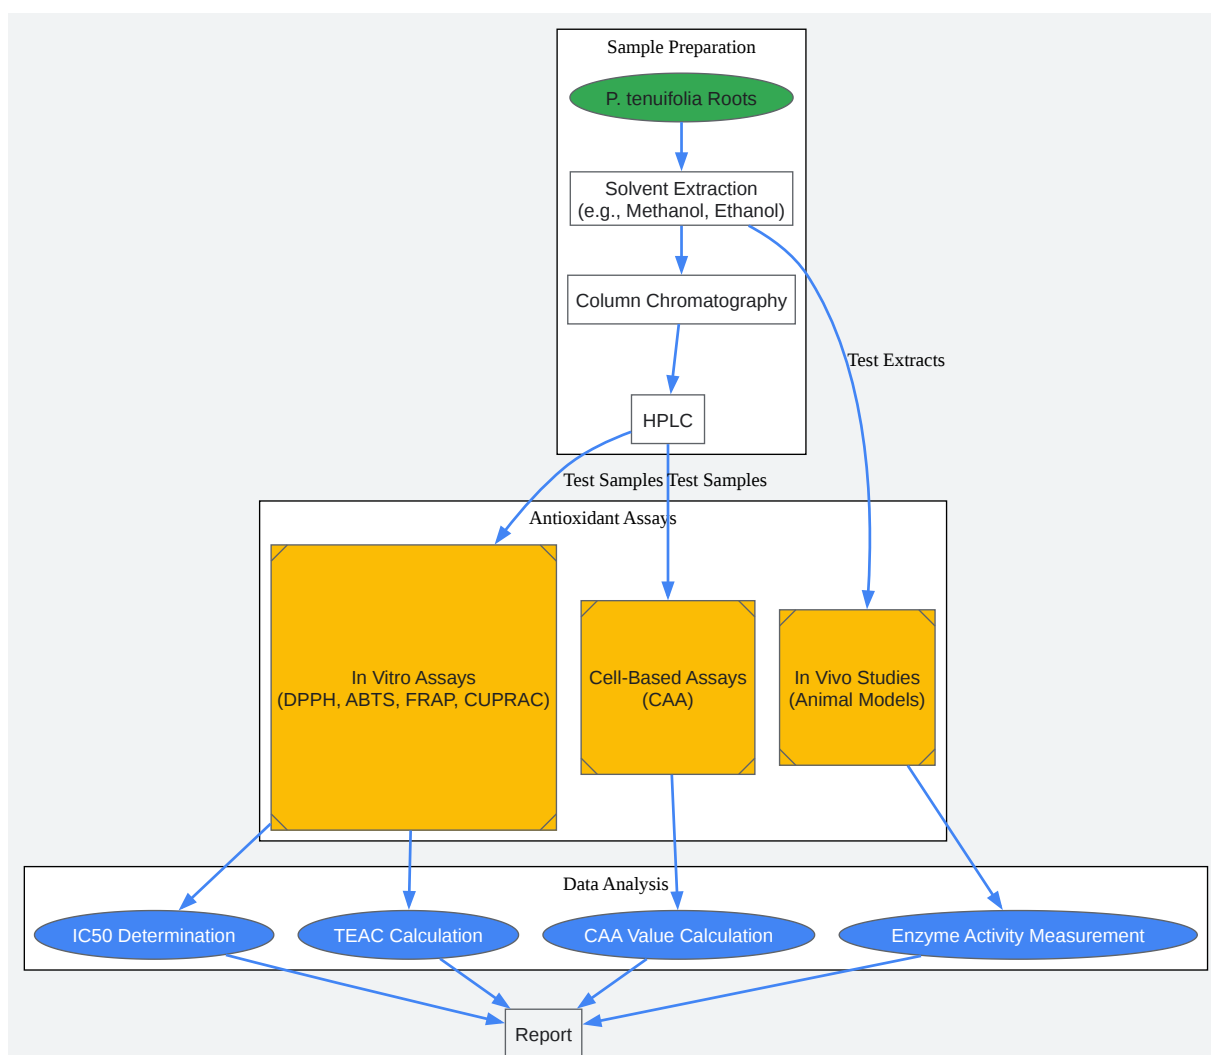 Sample Preparation
P. tenuifolia Roots
Solvent Extraction
(e.g., Methanol, Ethanol)
Column Chromatography
Test Extracts
HPLC
Test Samples
Test Samples
Antioxidant Assays
In Vitro Assays
(DPPH, ABTS, FRAP, CUPRAC)
Cell-Based Assays
(CAA)
In Vivo Studies
(Animal Models)
Data Analysis
IC50 Determination
TEAC Calculation
CAA Value Calculation
Enzyme Activity Measurement
Report